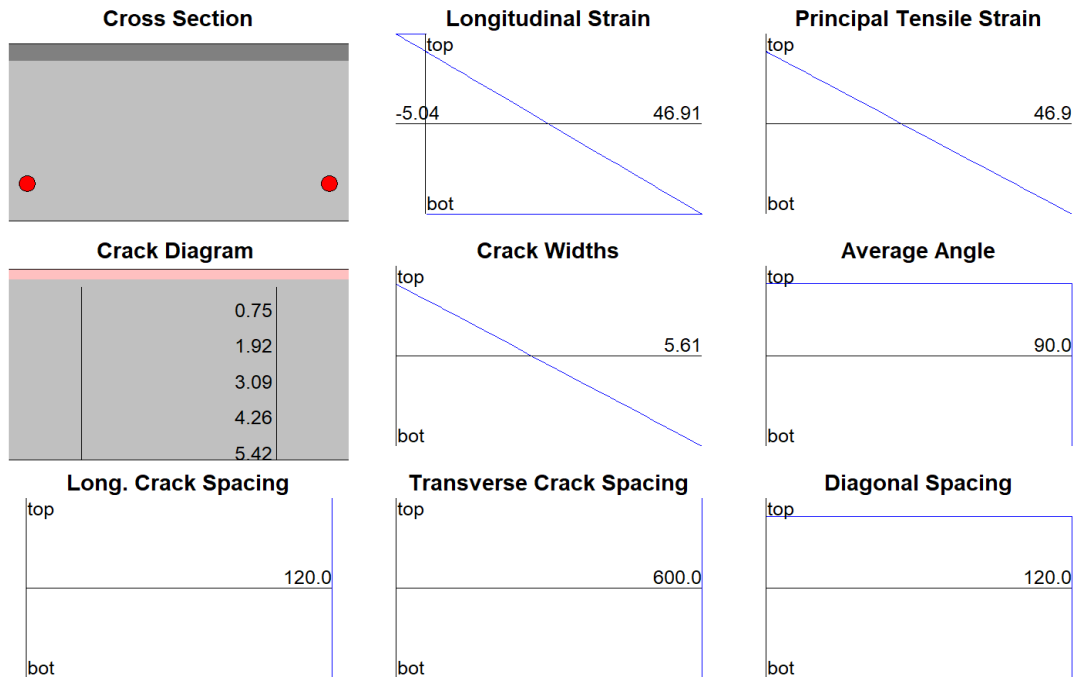 Cross Section
Longitudinal Strain
Principal Tensile Strain
top
-5.04
46.91
bot
top
46.9
bot
Crack Diagram
Crack Widths
Average Angle
0.75
1.92
3.09
4.26
5.42
top
5.61
bot
top
90.0
bot
Long. Crack Spacing
Transverse Crack Spacing
Diagonal Spacing
top
120.0
bot
top
600.0
bot
top
120.0
bot